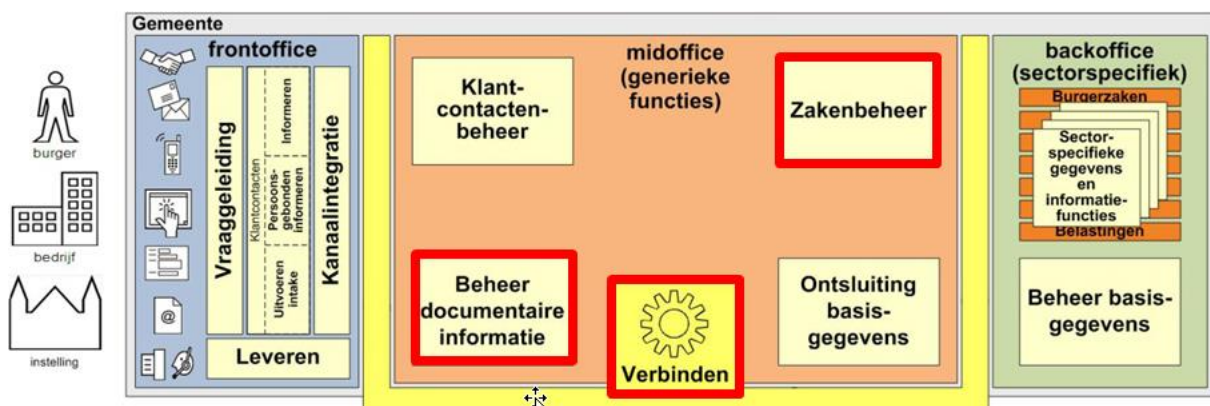 Gemeente
burger
bedrijf
instelling
frontoffice
@
Vraaggeleiding
Klantcontacten
Informeren
Persoons-
gebonden
informeren
Uitvoeren
intake
Kanaalintegratie
Leveren
midoffice
(generieke
functies)
Klant-
contacten-
beheer
Zakenbeheer
Beheer
documentaire
informatie
Verbinden
Ontsluiting
basis-
gegevens
backoffice
(sectorspecifiek)
Burgerzaken
Sector-
specifieke
gegevens
en
informatie-
functies
Belastingen
Beheer basis-
gegevens